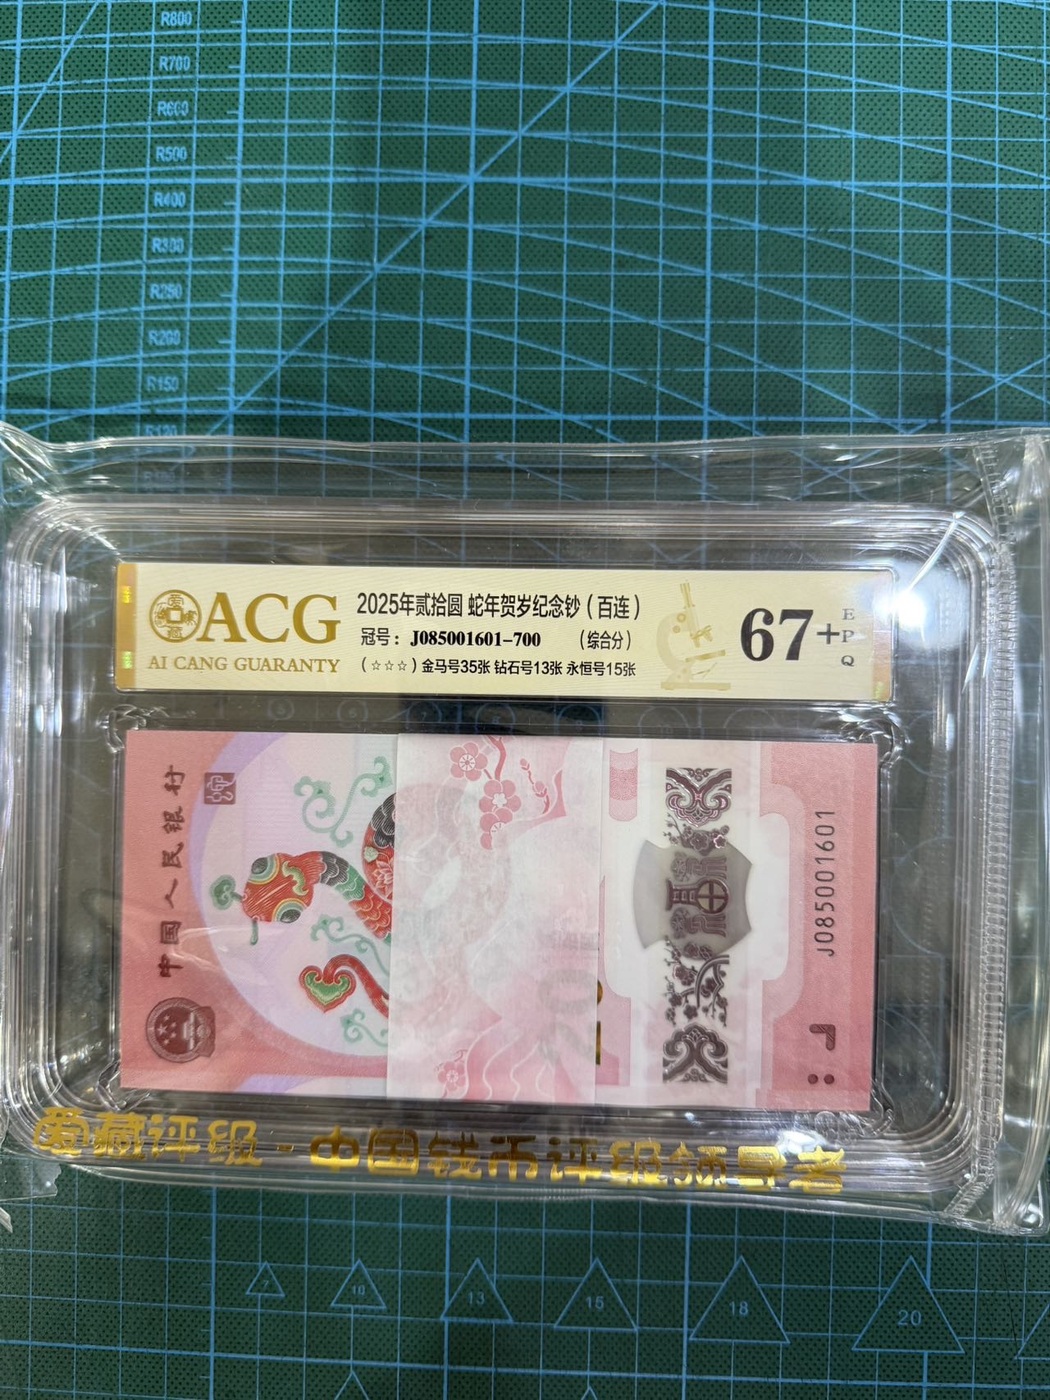 R800
R700
R600
R500
R400
R300
R250
R200
R150
ACG
AI CANG GUARANTY
2025年贰拾圆 蛇年贺岁纪念钞（百连）
冠号：J085001601-700 （综合分）
（☆☆☆）金马号35张 钻石号13张 永恒号15张
67+
EPQ
中国人民银行
20
J085001601
爱藏评级-中国钱币评级领导者
7
10
13
15
18
20